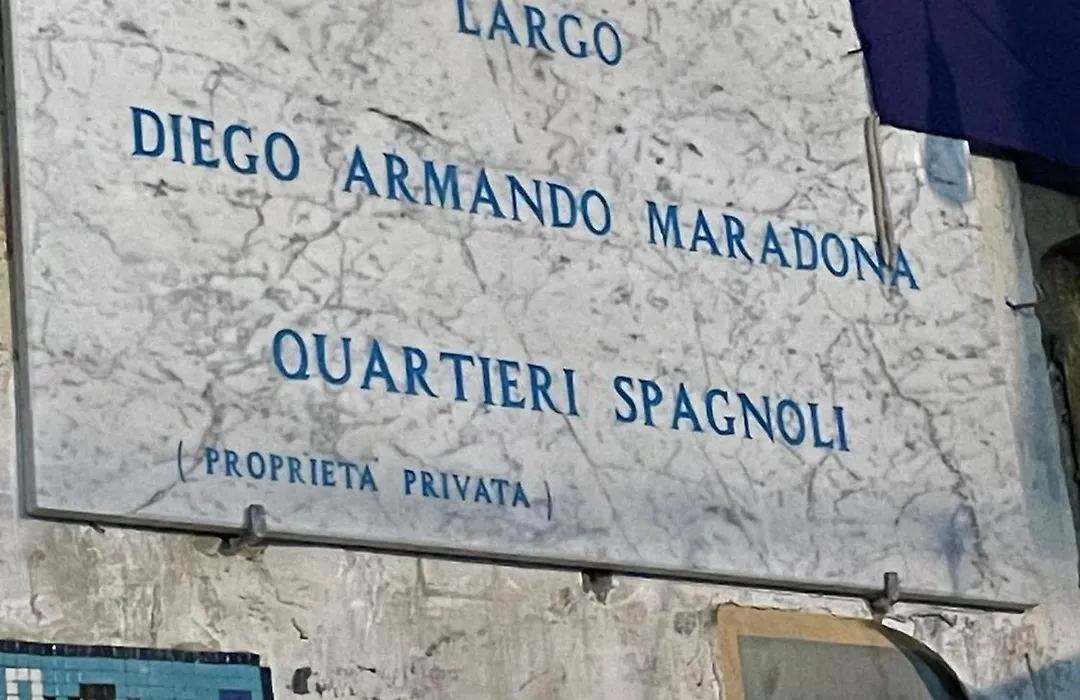 LARGO
DIEGO ARMANDO MARADONA
QUARTIERI SPAGNOLI
(PROPRIETA PRIVATA)